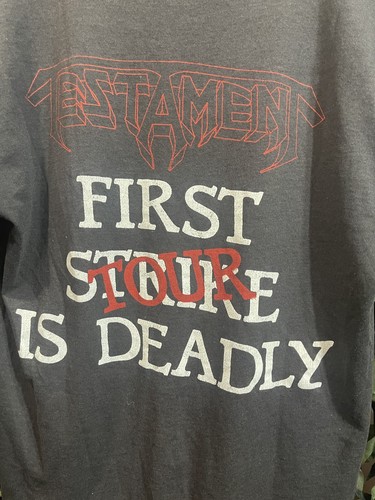 TESTAMENT
FIRST
STRIKE
TOUR
IS DEADLY